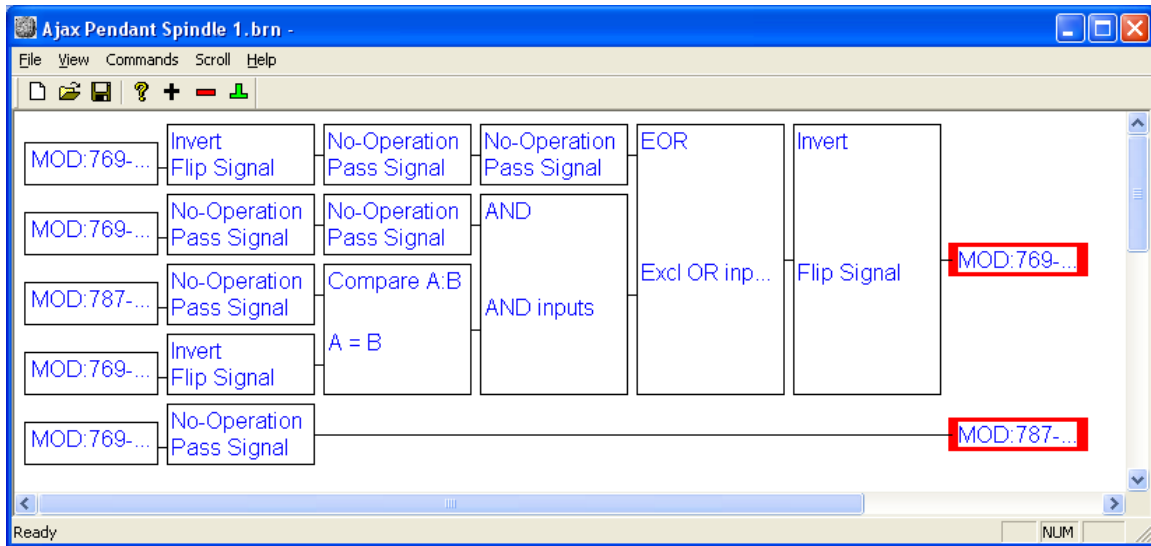 Ajax Pendant Spindle 1.brn -
File View Commands Scroll Help
MOD:769-...
Invert
Flip Signal
No-Operation
Pass Signal
No-Operation
Pass Signal
EOR
Excl OR inp...
Invert
Flip Signal
MOD:769-...
MOD:769-...
No-Operation
Pass Signal
No-Operation
Pass Signal
AND
AND inputs
MOD:787-...
No-Operation
Pass Signal
Compare A:B
A = B
MOD:769-...
Invert
Flip Signal
MOD:769-...
No-Operation
Pass Signal
MOD:787-...
Ready
NUM